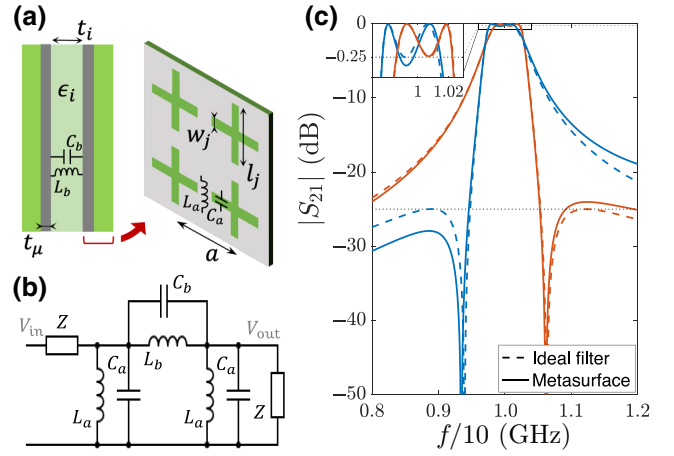 (a)
t_i
ϵ_i
C_b
L_b
t_μ
w_j
l_j
L_a
C_a
a
(b)
C_b
V_in
Z
V_out
C_a
L_b
C_a
L_a
L_a
Z
(c)
0
-0.25
1
1.02
-10
-20
-30
-40
-50
|S_21| (dB)
Ideal filter
Metasurface
0.8
0.9
1.0
1.1
1.2
f/10 (GHz)